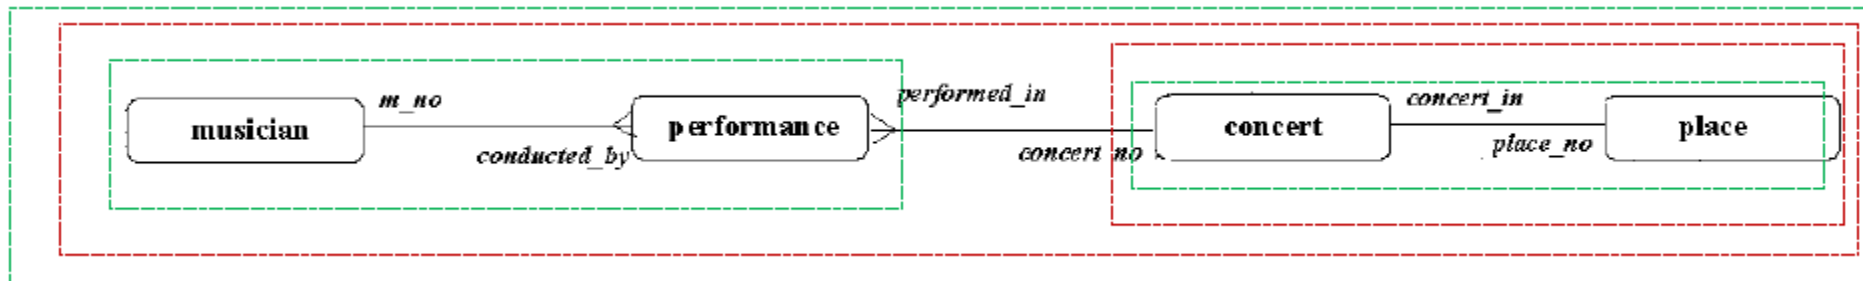 musician
m_no
conducted_by
performance
performed_in
concert_no
concert
concert_in
place_no
place